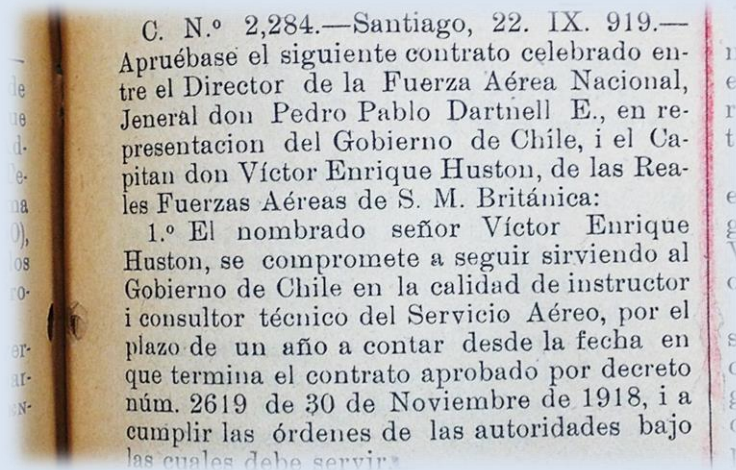 C. N.º 2,284.—Santiago, 22. IX. 919.—
Apruébase el siguiente contrato celebrado en-
tre el Director de la Fuerza Aérea Nacional,
Jeneral don Pedro Pablo Dartnell E., en re-
presentacion del Gobierno de Chile, i el Ca-
pitan don Víctor Enrique Huston, de las Rea-
les Fuerzas Aéreas de S. M. Británica:
1.º El nombrado señor Víctor Enrique
Huston, se compromete a seguir sirviendo al
Gobierno de Chile en la calidad de instructor
i consultor técnico del Servicio Aéreo, por el
plazo de un año a contar desde la fecha en
que termina el contrato aprobado por decreto
núm. 2619 de 30 de Noviembre de 1918, i a
cumplir las órdenes de las autoridades bajo
las cuales debe servir.